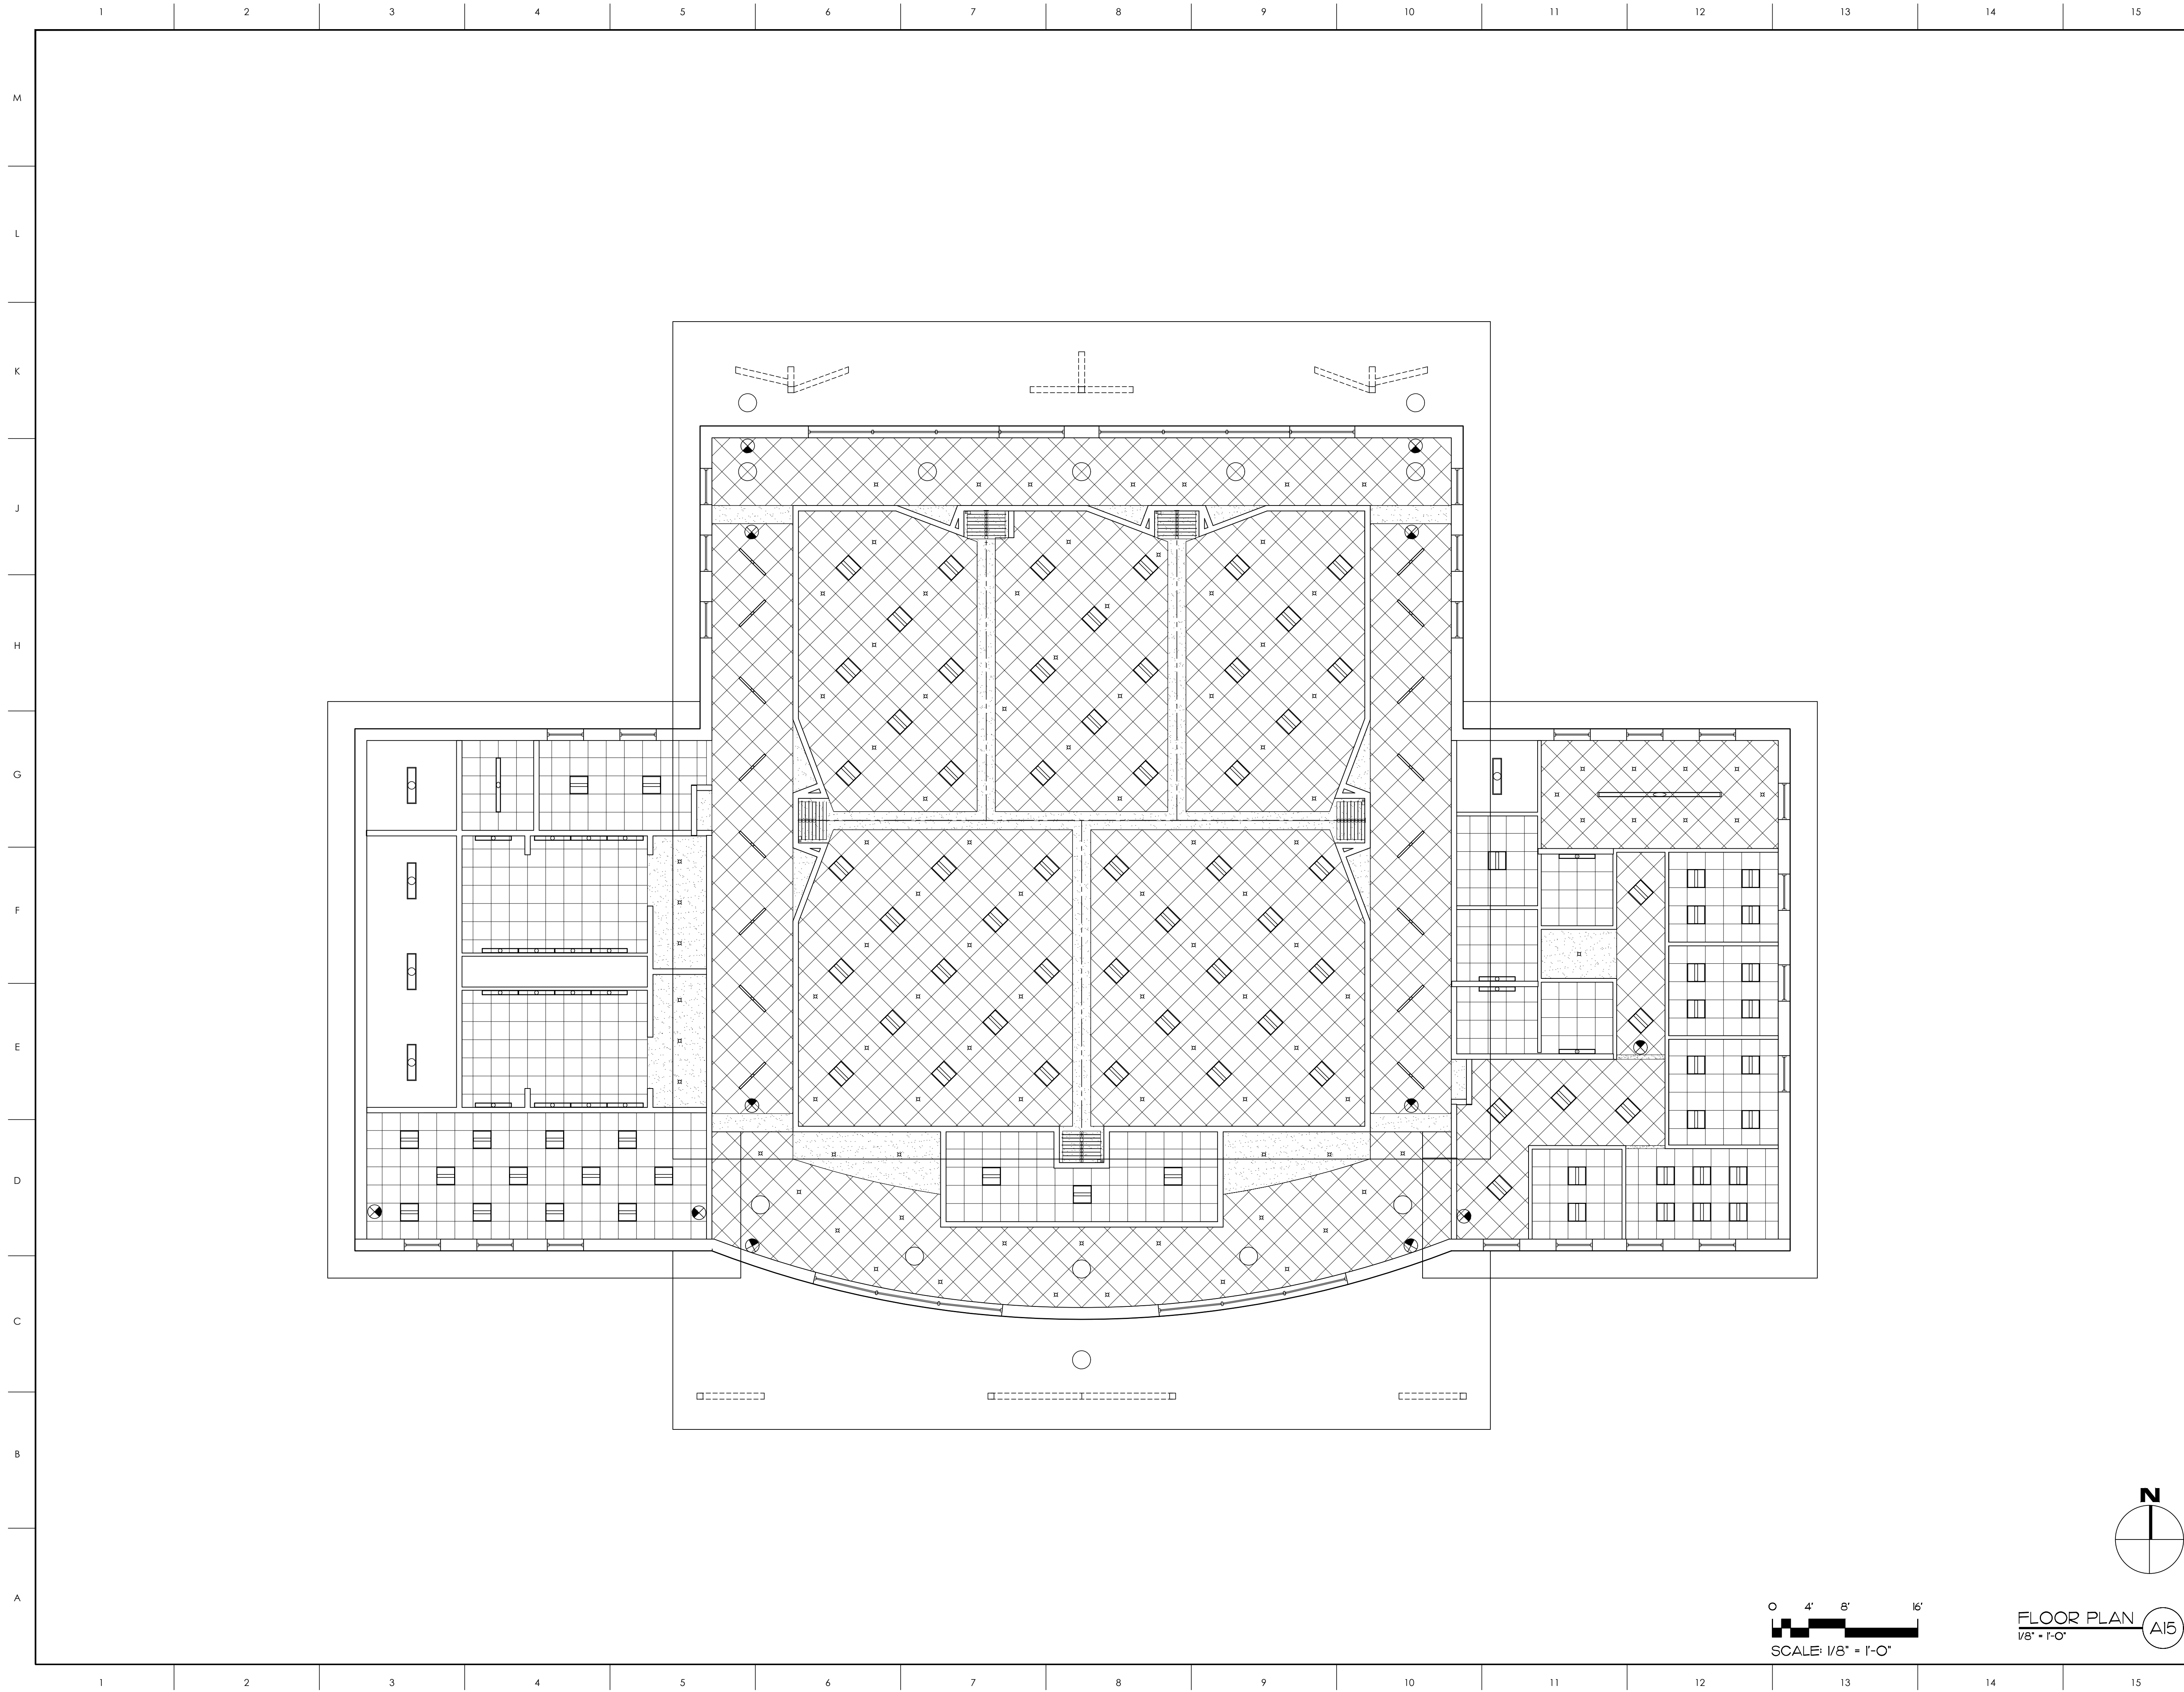 1 2 3 4 5 6 7 8 9 10 11 12 13 14 15
M
L
K
J
H
G
F
E
D
C
B
A
N
0 4' 8' 16'
SCALE: 1/8" = 1'-0"
FLOOR PLAN
1/8" = 1'-0"
A15
1 2 3 4 5 6 7 8 9 10 11 12 13 14 15